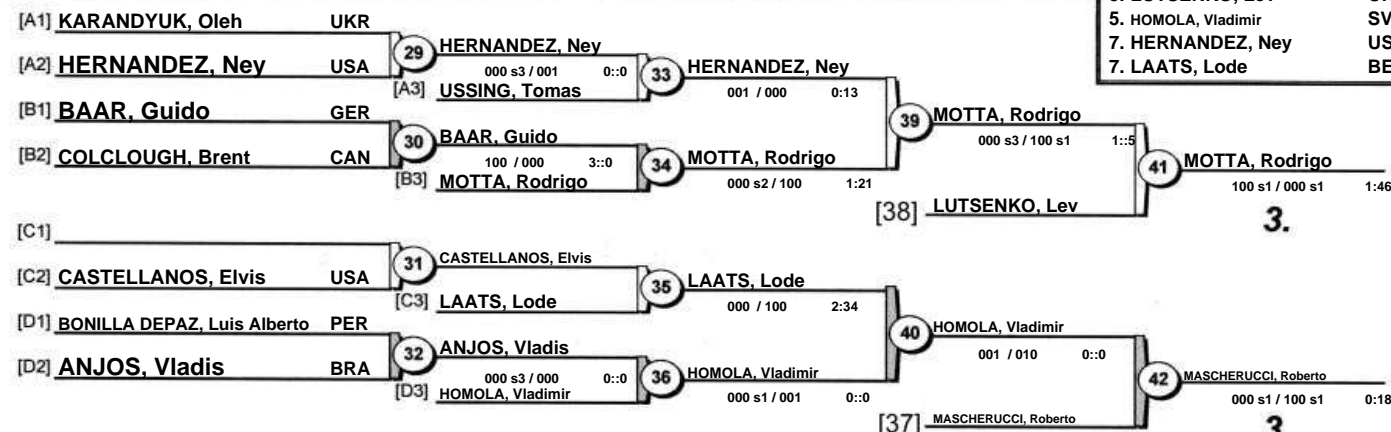 5. HOMOLA, Vladimir SV
7. HERNANDEZ, Ney US
7. LAATS, Lode BE
[A1] KARANDYUK, Oleh UKR
29 HERNANDEZ, Ney
[A2] HERNANDEZ, Ney USA
000 s3 / 001 0::0
33 HERNANDEZ, Ney
[A3] USSING, Tomas
001 / 000 0:13
[B1] BAAR, Guido GER
39 MOTTA, Rodrigo
30 BAAR, Guido
000 s3 / 100 s1 1::5
[B2] COLCLOUGH, Brent CAN
100 / 000 3::0
34 MOTTA, Rodrigo
41 MOTTA, Rodrigo
[B3] MOTTA, Rodrigo
000 s2 / 100 1:21
100 s1 / 000 s1 1:46
[38] LUTSENKO, Lev
3.
[C1]
31 CASTELLANOS, Elvis
[C2] CASTELLANOS, Elvis USA
35 LAATS, Lode
[C3] LAATS, Lode
000 / 100 2:34
[D1] BONILLA DEPAZ, Luis Alberto PER
40 HOMOLA, Vladimir
32 ANJOS, Vladis
001 / 010 0::0
[D2] ANJOS, Vladis BRA
000 s3 / 000 0::0
36 HOMOLA, Vladimir
42 MASCHERUCCI, Roberto
[D3] HOMOLA, Vladimir
000 s1 / 001 0::0
000 s1 / 100 s1 0:18
[37] MASCHERUCCI, Roberto
3.